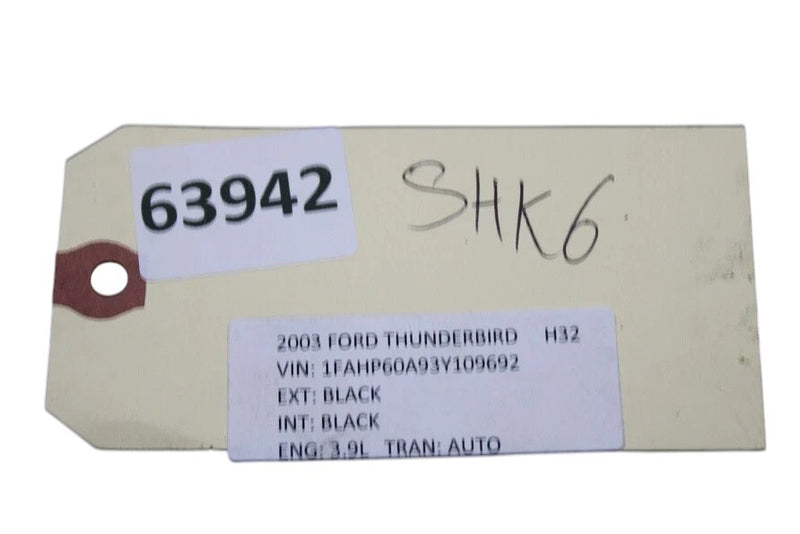 63942
SHK6
2003 FORD THUNDERBIRD H32
VIN: 1FAHP60A93Y109692
EXT: BLACK
INT: BLACK
ENG: 3.9L TRAN: AUTO